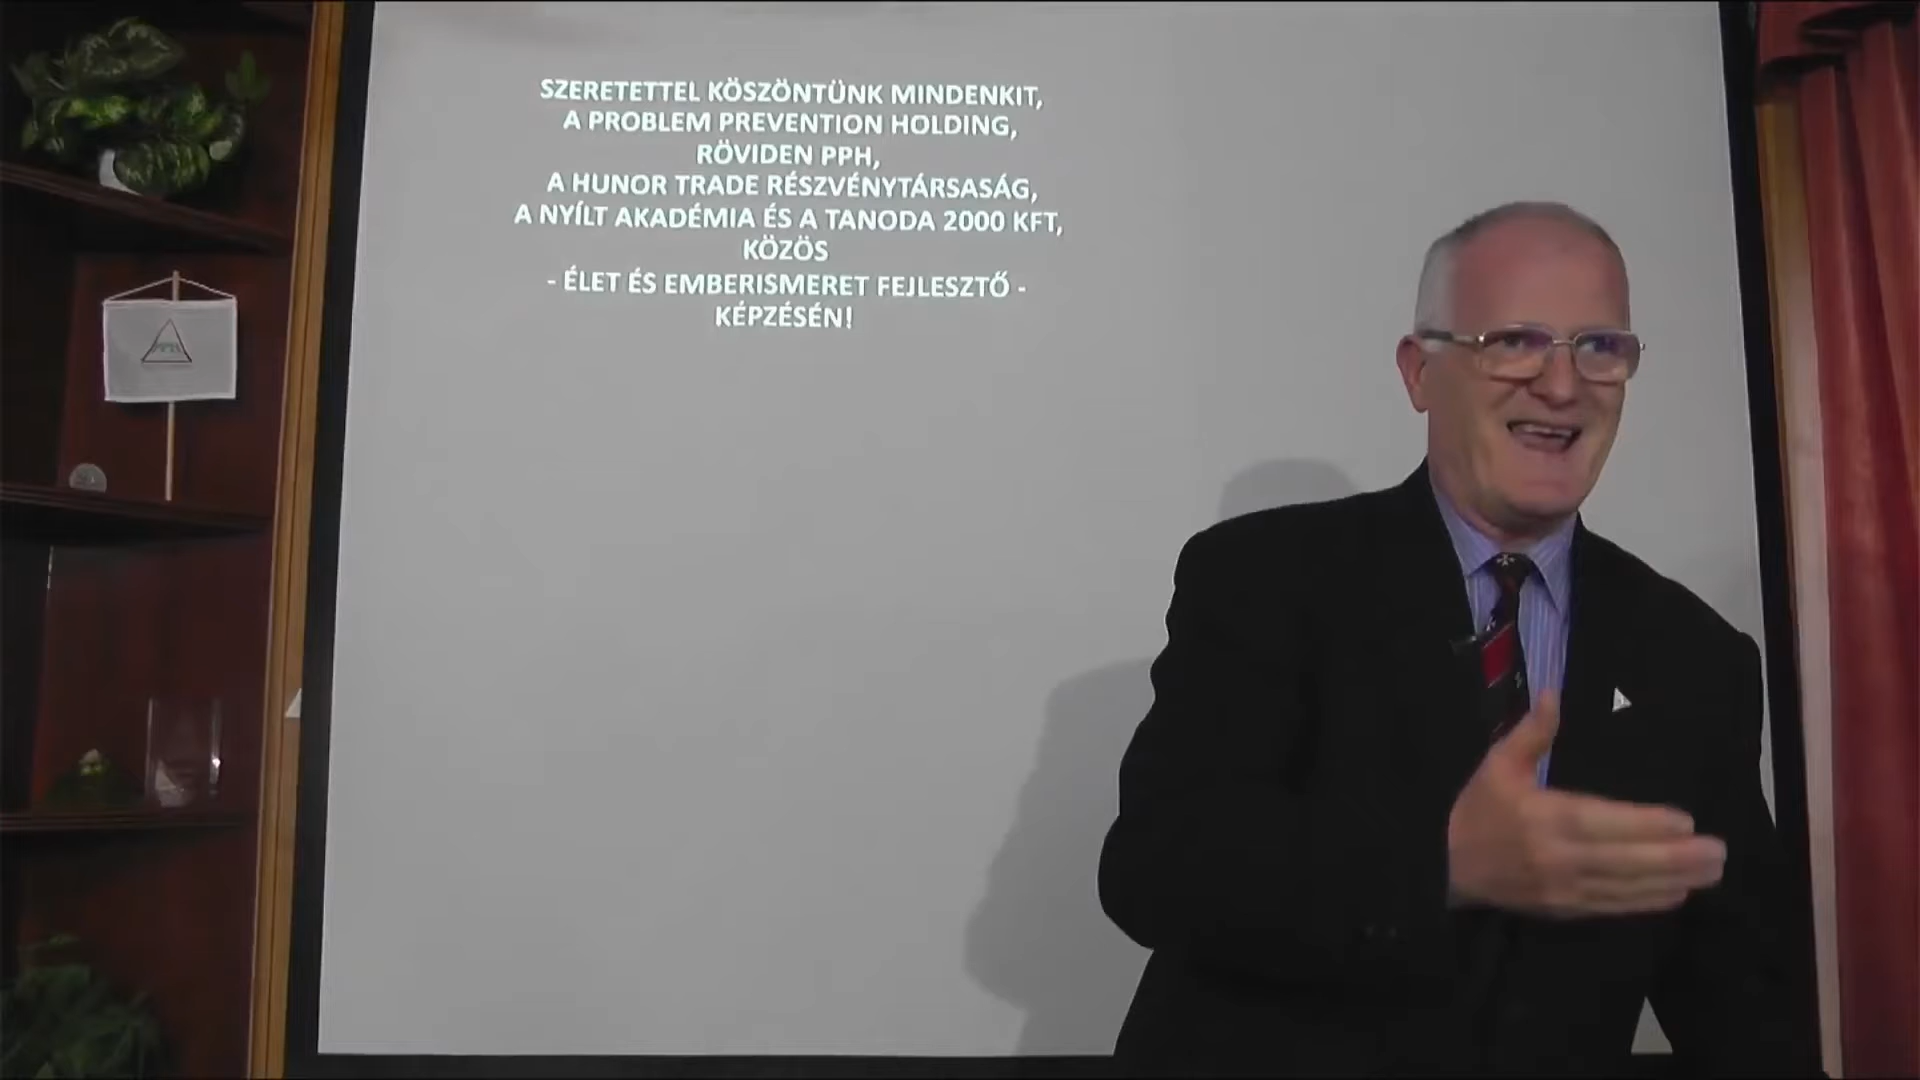 SZERETETTEL KÖSZÖNTÜNK MINDENKIT,
A PROBLEM PREVENTION HOLDING,
RÖVIDEN PPH,
A HUNOR TRADE RÉSZVÉNYTÁRSASÁG,
A NYÍLT AKADÉMIA ÉS A TANODA 2000 KFT,
KÖZÖS
- ÉLET ÉS EMBERISMERET FEJLESZTŐ -
KÉPZÉSÉN!